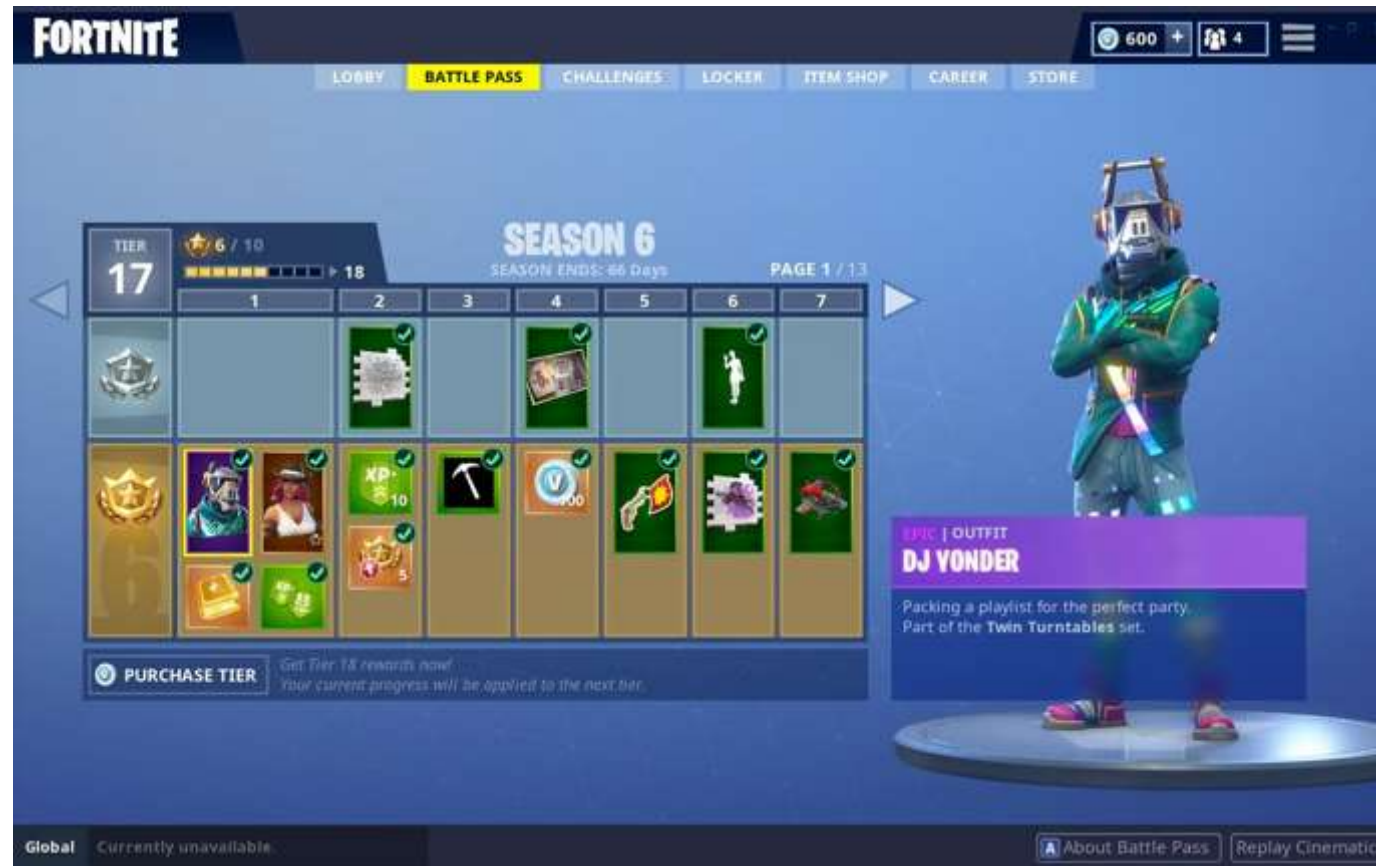 FORTNITE
600 +
4
LOBBY
BATTLE PASS
CHALLENGES
LOCKER
ITEM SHOP
CAREER
STORE
TIER
17
6 / 10
18
SEASON 6
SEASON ENDS: 66 Days
PAGE 1 / 13
1 2 3 4 5 6 7
XP
10
V
100
5
6
PURCHASE TIER
Get Tier 18 rewards now!
Your current progress will be applied to the next tier.
EPIC | OUTFIT
DJ YONDER
Packing a playlist for the perfect party.
Part of the Twin Turntables set.
Global
Currently unavailable.
A About Battle Pass
Replay Cinematic